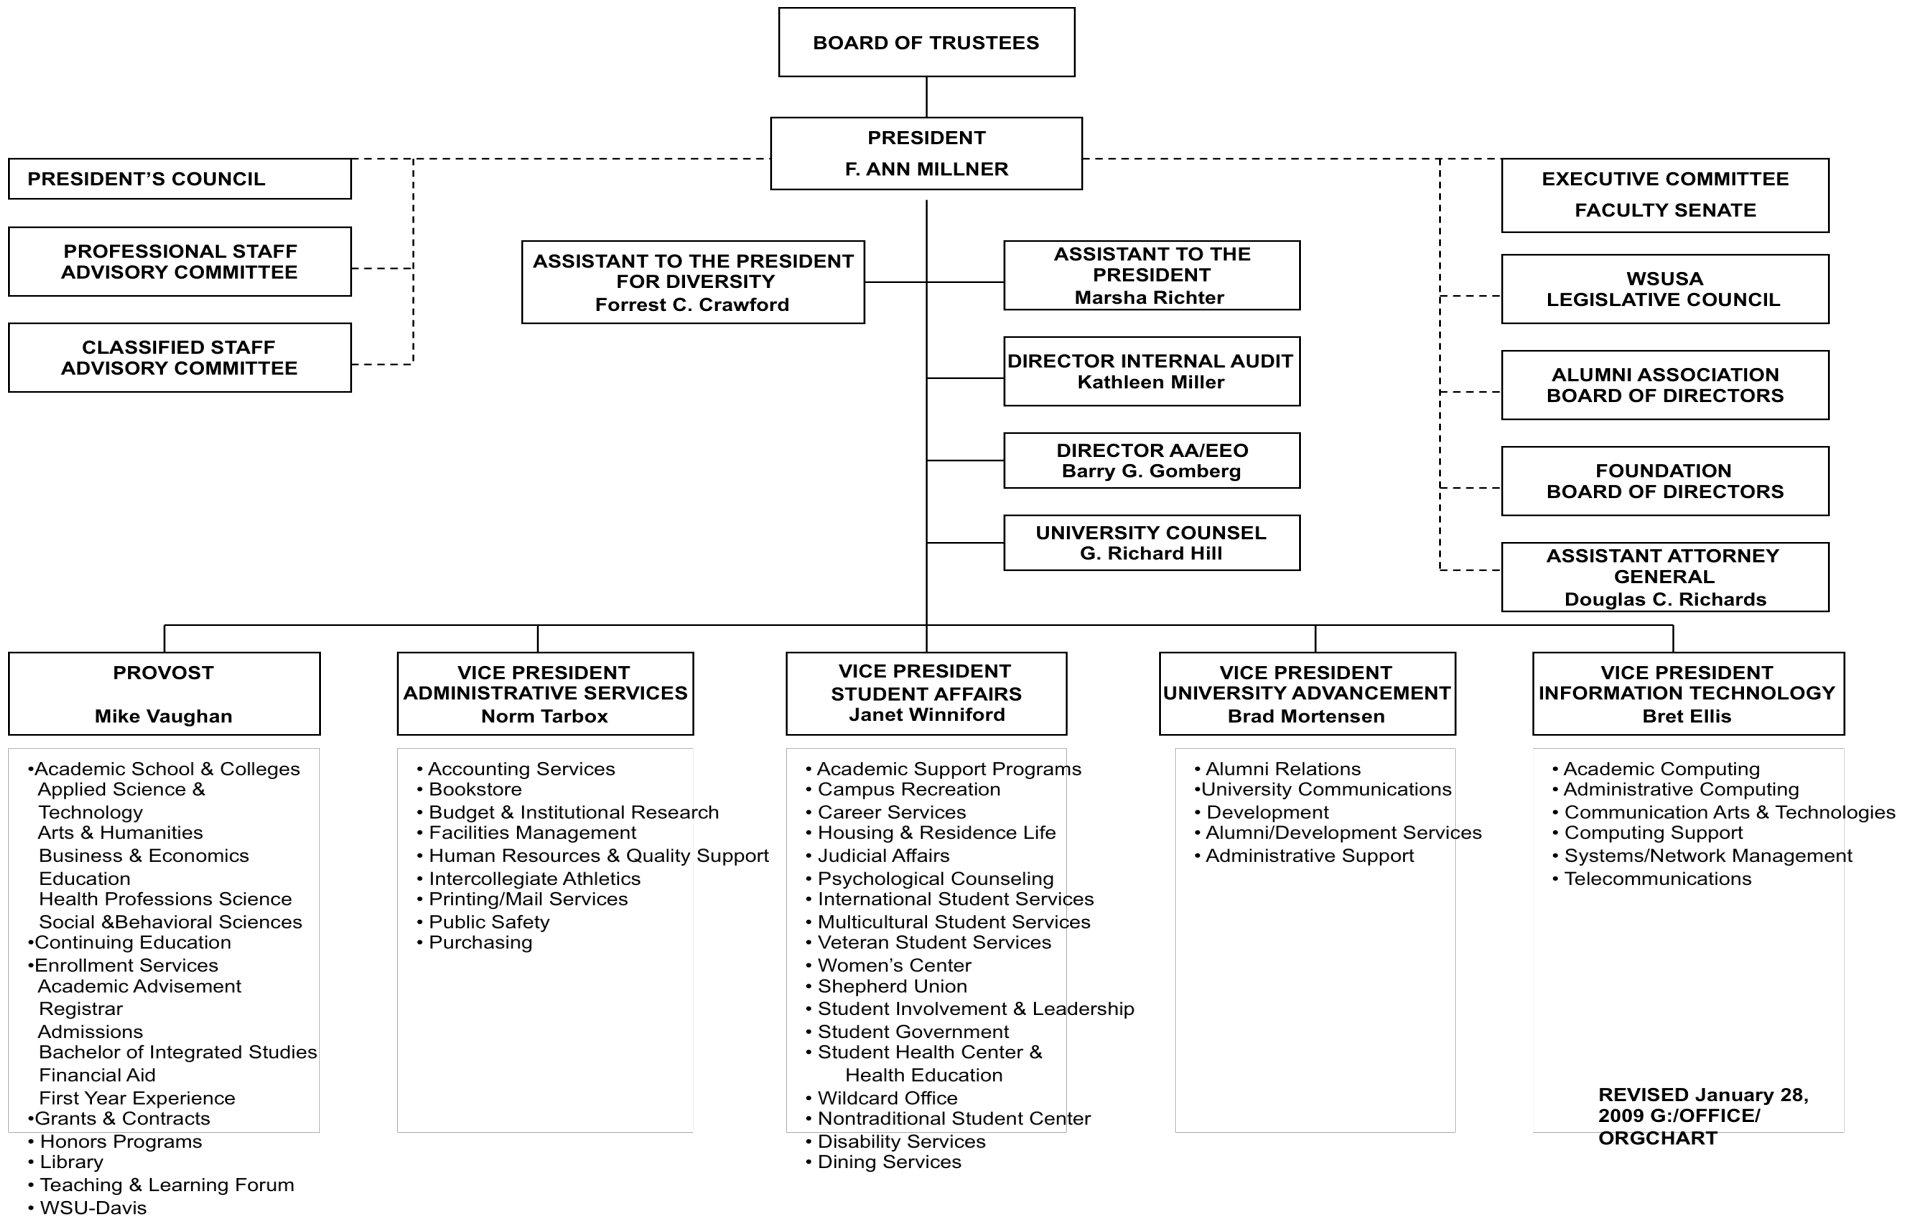 BOARD OF TRUSTEES
PRESIDENT
F. ANN MILLNER
PRESIDENT’S COUNCIL
PROFESSIONAL STAFF
ADVISORY COMMITTEE
CLASSIFIED STAFF
ADVISORY COMMITTEE
ASSISTANT TO THE PRESIDENT
FOR DIVERSITY
Forrest C. Crawford
ASSISTANT TO THE
PRESIDENT
Marsha Richter
DIRECTOR INTERNAL AUDIT
Kathleen Miller
DIRECTOR AA/EEO
Barry G. Gomberg
UNIVERSITY COUNSEL
G. Richard Hill
EXECUTIVE COMMITTEE
FACULTY SENATE
WSUSA
LEGISLATIVE COUNCIL
ALUMNI ASSOCIATION
BOARD OF DIRECTORS
FOUNDATION
BOARD OF DIRECTORS
ASSISTANT ATTORNEY
GENERAL
Douglas C. Richards
PROVOST
Mike Vaughan
•Academic School & Colleges
Applied Science &
Technology
Arts & Humanities
Business & Economics
Education
Health Professions Science
Social &Behavioral Sciences
•Continuing Education
•Enrollment Services
Academic Advisement
Registrar
Admissions
Bachelor of Integrated Studies
Financial Aid
First Year Experience
•Grants & Contracts
• Honors Programs
• Library
• Teaching & Learning Forum
• WSU-Davis
VICE PRESIDENT
ADMINISTRATIVE SERVICES
Norm Tarbox
• Accounting Services
• Bookstore
• Budget & Institutional Research
• Facilities Management
• Human Resources & Quality Support
• Intercollegiate Athletics
• Printing/Mail Services
• Public Safety
• Purchasing
VICE PRESIDENT
STUDENT AFFAIRS
Janet Winniford
• Academic Support Programs
• Campus Recreation
• Career Services
• Housing & Residence Life
• Judicial Affairs
• Psychological Counseling
• International Student Services
• Multicultural Student Services
• Veteran Student Services
• Women’s Center
• Shepherd Union
• Student Involvement & Leadership
• Student Government
• Student Health Center &
Health Education
• Wildcard Office
• Nontraditional Student Center
• Disability Services
• Dining Services
VICE PRESIDENT
UNIVERSITY ADVANCEMENT
Brad Mortensen
• Alumni Relations
•University Communications
• Development
• Alumni/Development Services
• Administrative Support
VICE PRESIDENT
INFORMATION TECHNOLOGY
Bret Ellis
• Academic Computing
• Administrative Computing
• Communication Arts & Technologies
• Computing Support
• Systems/Network Management
• Telecommunications
REVISED January 28,
2009 G:/OFFICE/
ORGCHART